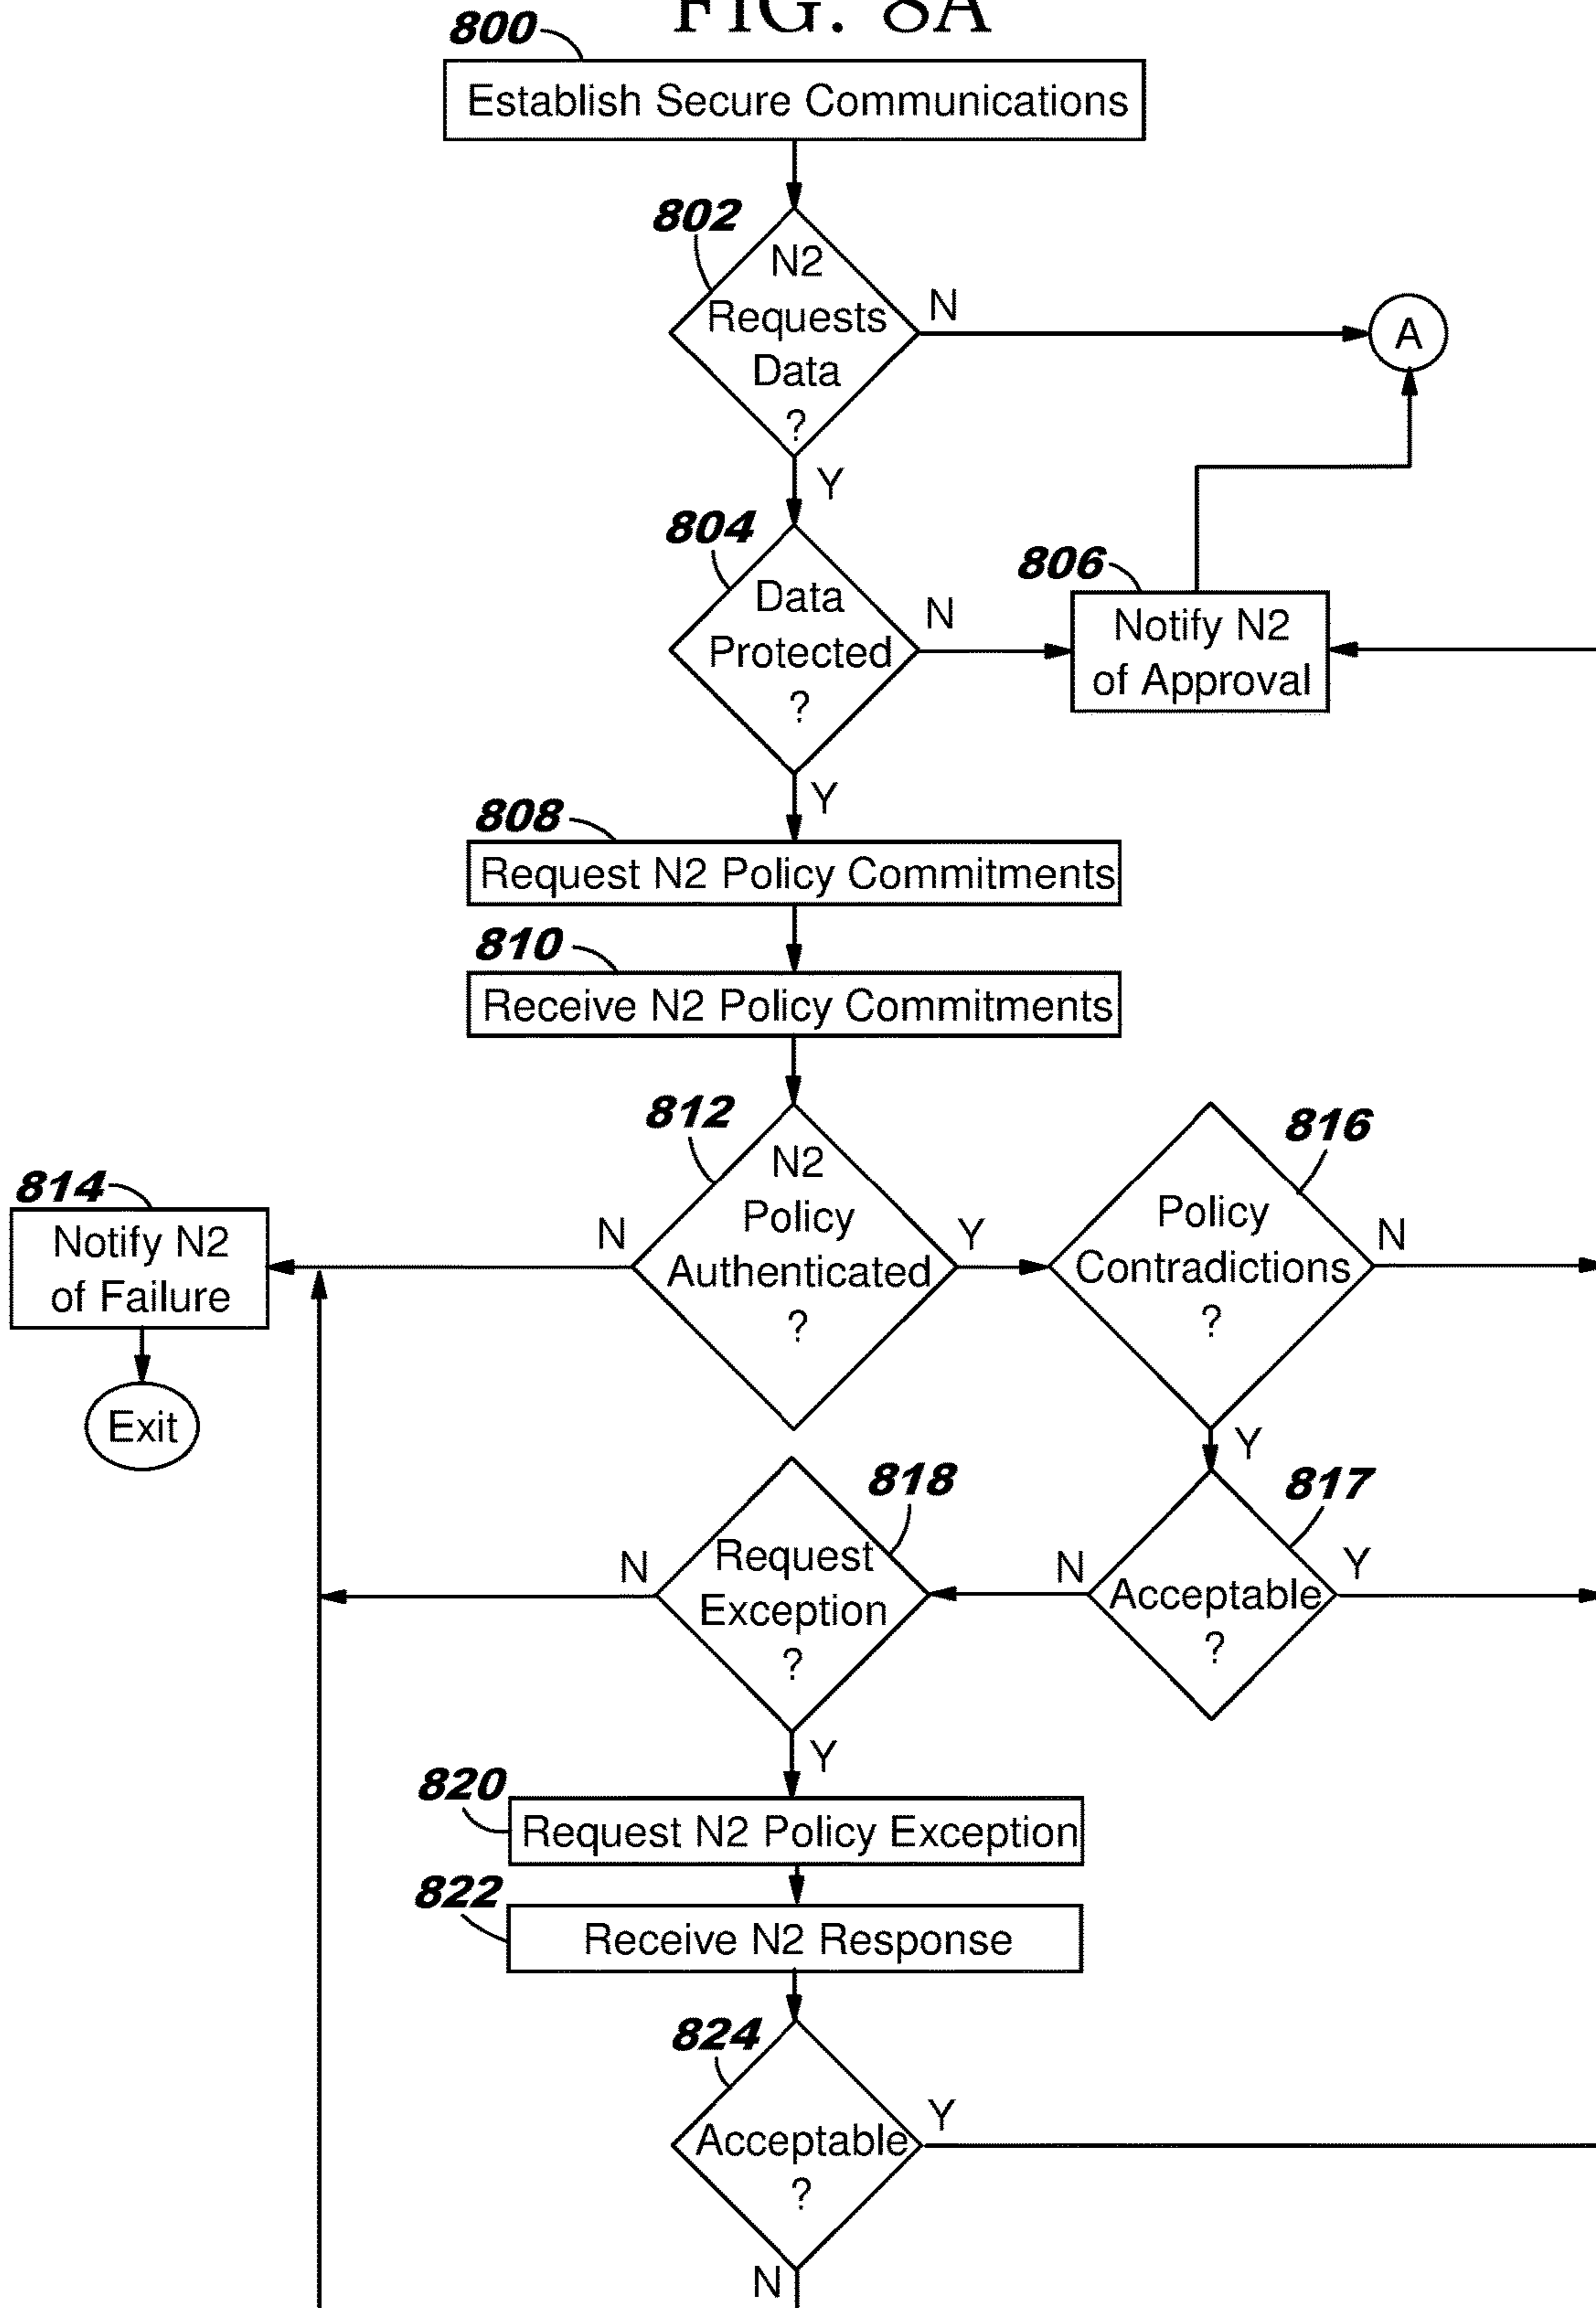 FIG. 8A
800
Establish Secure Communications
802
N2
Requests
Data
?
N
A
Y
804
Data
Protected
?
N
806
Notify N2
of Approval
Y
808
Request N2 Policy Commitments
810
Receive N2 Policy Commitments
812
N2
Policy
Authenticated
?
N
Y
814
Notify N2
of Failure
Exit
816
Policy
Contradictions
?
N
Y
817
Acceptable
?
Y
N
818
Request
Exception
?
N
Y
820
Request N2 Policy Exception
822
Receive N2 Response
824
Acceptable
?
Y
N